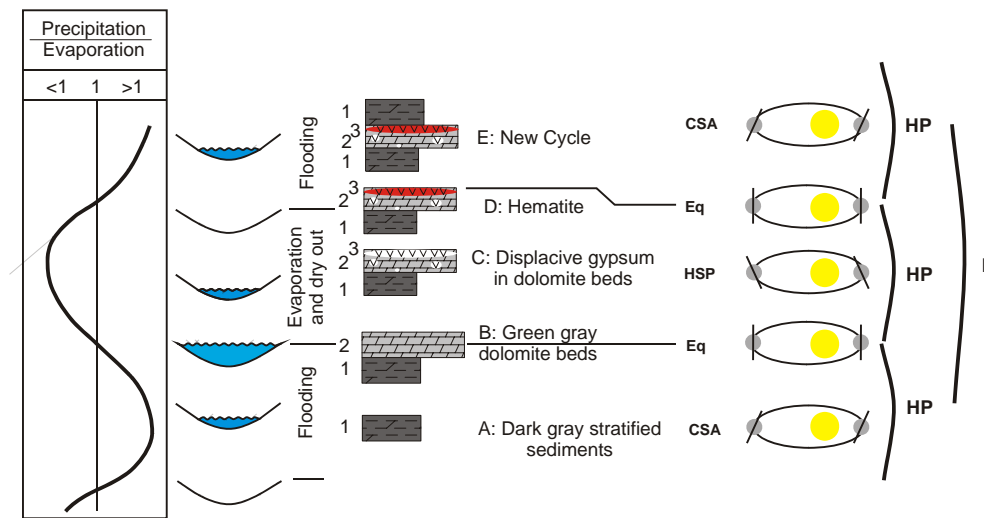 Precipitation
Evaporation
<1 1 >1
Flooding
Evaporation
and dry out
Flooding
1
3
2
1
E: New Cycle
3
2
1
D: Hematite
3
2
1
C: Displacive gypsum
in dolomite beds
2
1
B: Green gray
dolomite beds
1
A: Dark gray stratified
sediments
CSA
Eq
HSP
Eq
CSA
HP
HP
HP